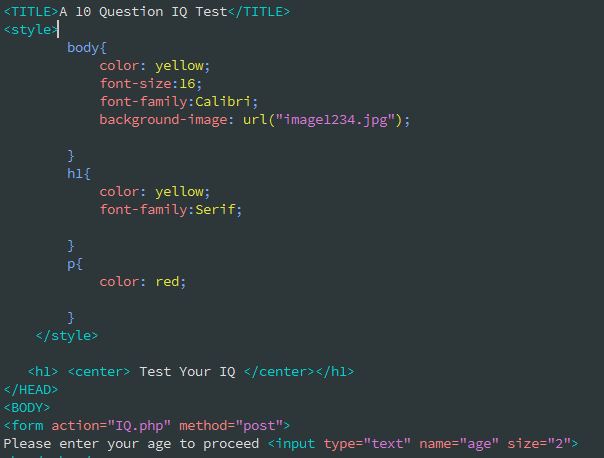 <TITLE>A 10 Question IQ Test</TITLE>
<style>
body{
color: yellow;
font-size:16;
font-family:Calibri;
background-image: url("image1234.jpg");
}
h1{
color: yellow;
font-family:Serif;
}
p{
color: red;
}
</style>
<h1> <center> Test Your IQ </center></h1>
</HEAD>
<BODY>
<form action="IQ.php" method="post">
Please enter your age to proceed <input type="text" name="age" size="2">